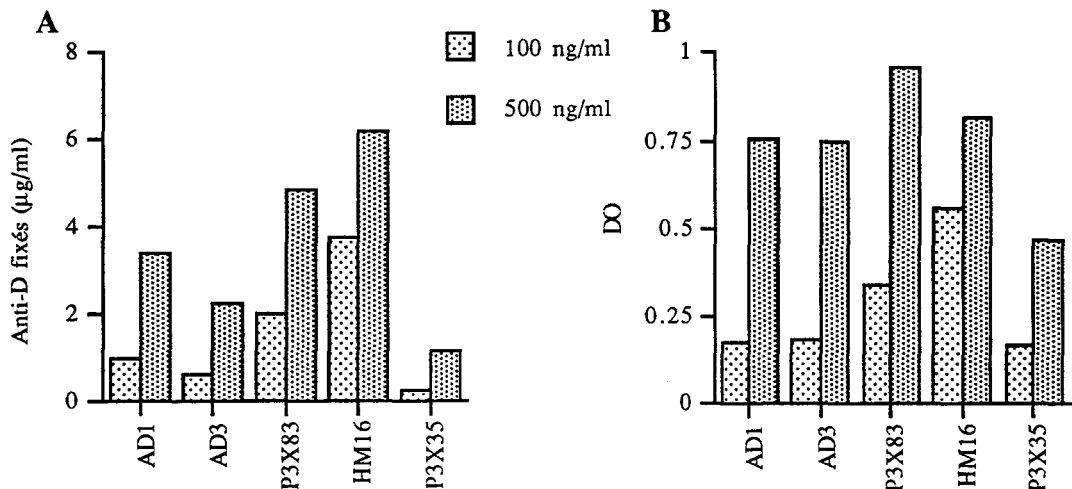 A
8
6
4
2
0
Anti-D fixés (µg/ml)
AD1
AD3
P3X83
HM16
P3X35
100 ng/ml
500 ng/ml
B
1
0.75
0.5
0.25
0
DO
AD1
AD3
P3X83
HM16
P3X35